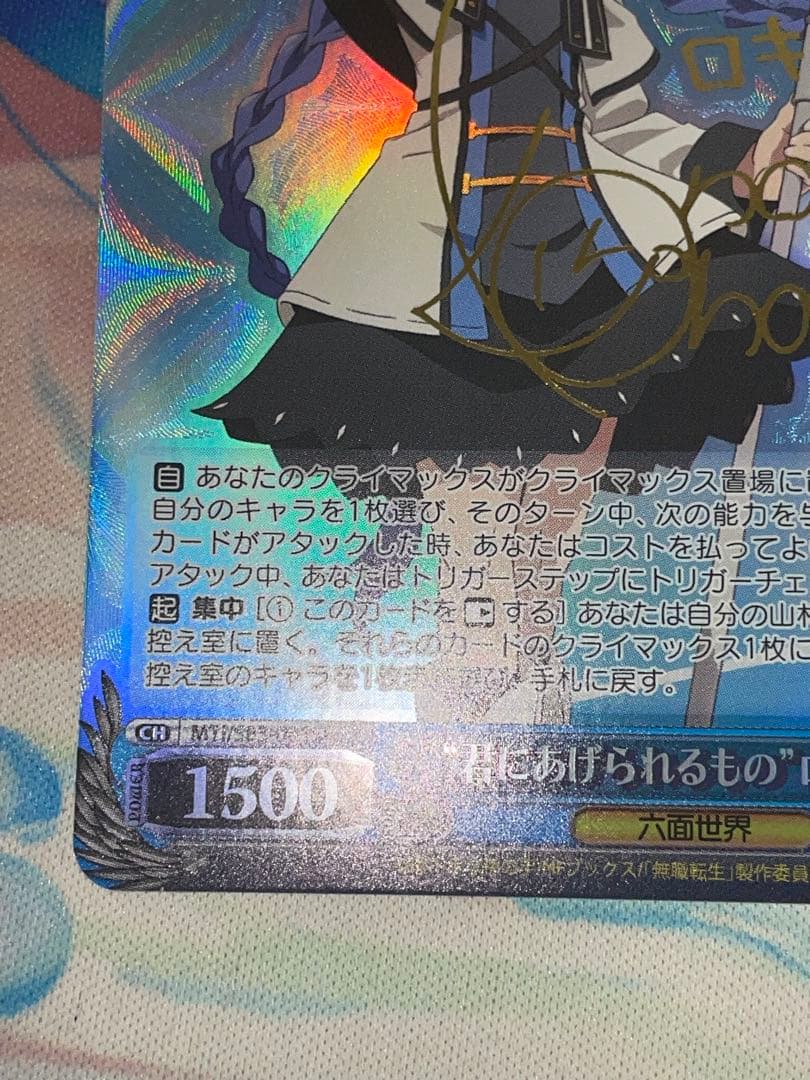 ロキ
自 あなたのクライマックスがクライマックス置場に
自分のキャラを1枚選び、そのターン中、次の能力を
カードがアタックした時、あなたはコストを払ってよ
アタック中、あなたはトリガーステップにトリガーチェ
起 集中 [① このカードを する] あなたは自分の山札
控え室に置く。それらのカードのクライマックス1枚に
控え室のキャラを1枚まで選び、手札に戻す。
CH
"君にあげられるもの"
POWER 1500
六面世界
ブックス/「無職転生」製作委員